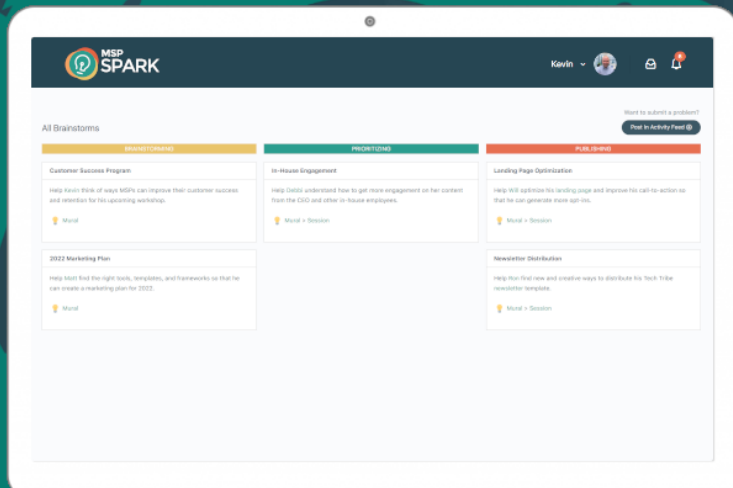 MSP
SPARK
Kevin
Want to submit a problem?
All Brainstorms
Post in Activity Feed
BRAINSTORMING
PRIORITIZING
PUBLISHING
Customer Success Program
Help Kevin think of ways MSPs can improve their customer success
and retention for his upcoming workshop.
Mural
In-House Engagement
Help Debbi understand how to get more engagement on her content
from the CEO and other in-house employees.
Mural + Session
Landing Page Optimization
Help Will optimize his landing page and improve his call-to-action so
that he can generate more opt-ins.
Mural + Session
2022 Marketing Plan
Help Matt find the right tools, templates, and frameworks so that he
can create a marketing plan for 2022.
Mural
Newsletter Distribution
Help Ron find new and creative ways to distribute his Tech Tribe
newsletter template.
Mural + Session